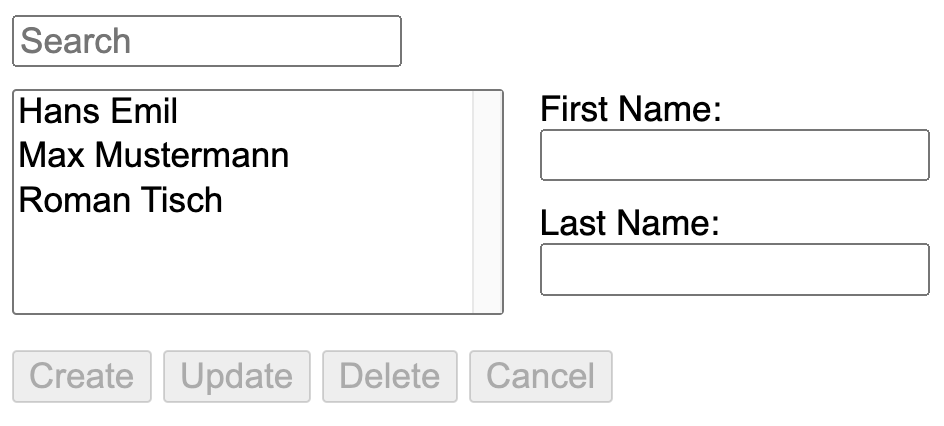 Search
Hans Emil
Max Mustermann
Roman Tisch
First Name:
Last Name:
Create Update Delete Cancel